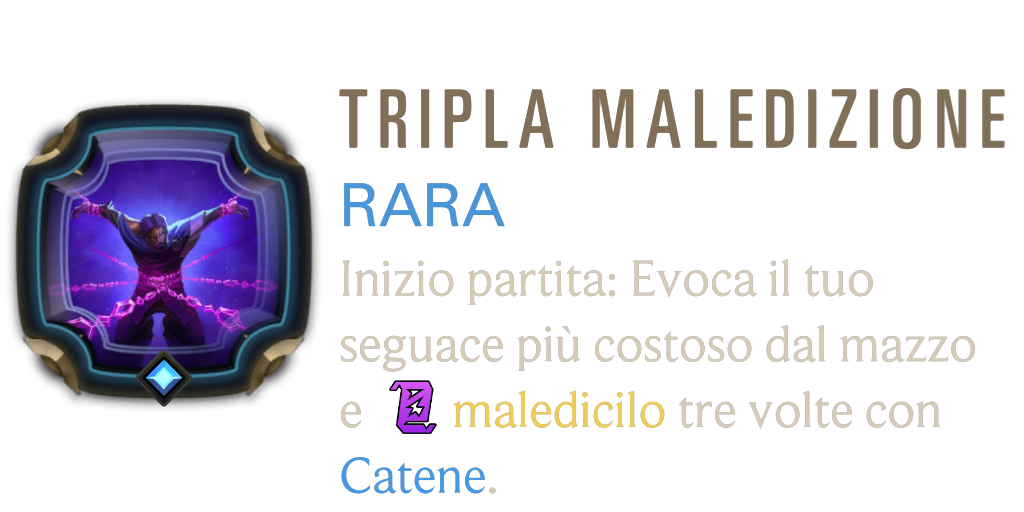 TRIPLA MALEDIZIONE
RARA
Inizio partita: Evoca il tuo
seguace più costoso dal mazzo
e maledicilo tre volte con
Catene.